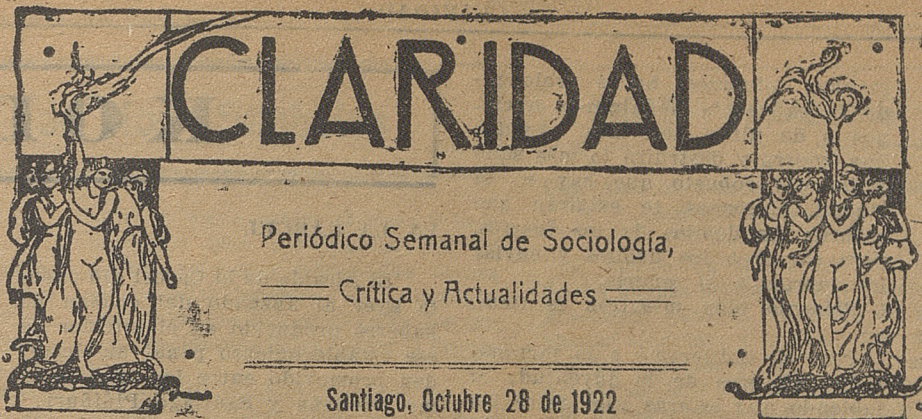 CLARIDAD
Periódico Semanal de Sociología,
Crítica y Actualidades
Santiago, Octubre 28 de 1922